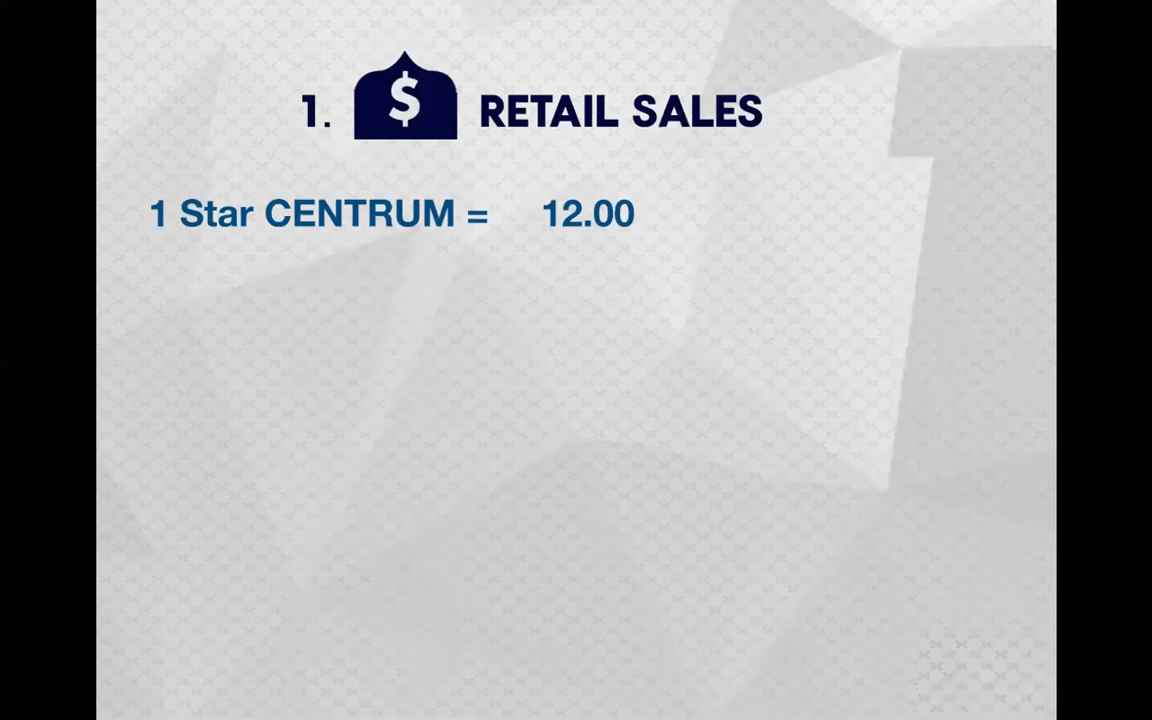 1. $ RETAIL SALES
1 Star CENTRUM = 12.00